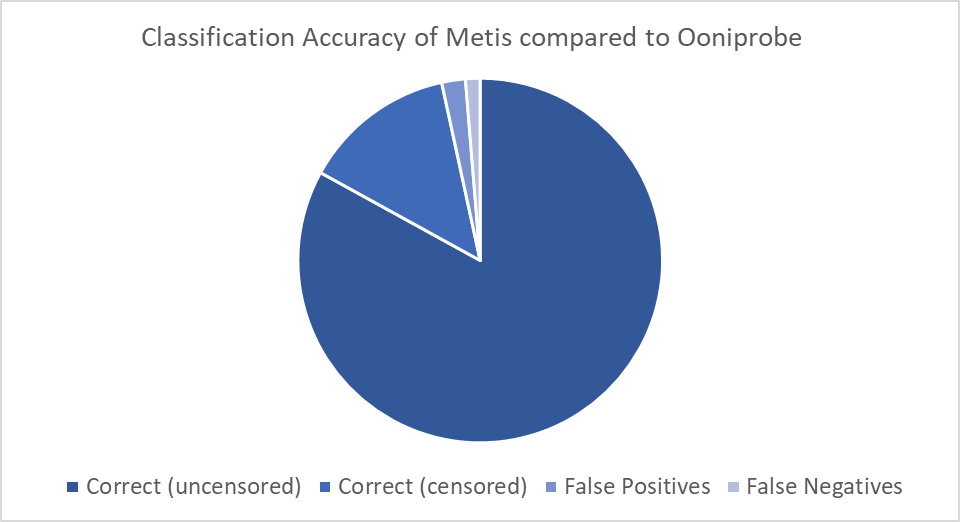 Classification Accuracy of Metis compared to Ooniprobe
Correct (uncensored) Correct (censored) False Positives False Negatives